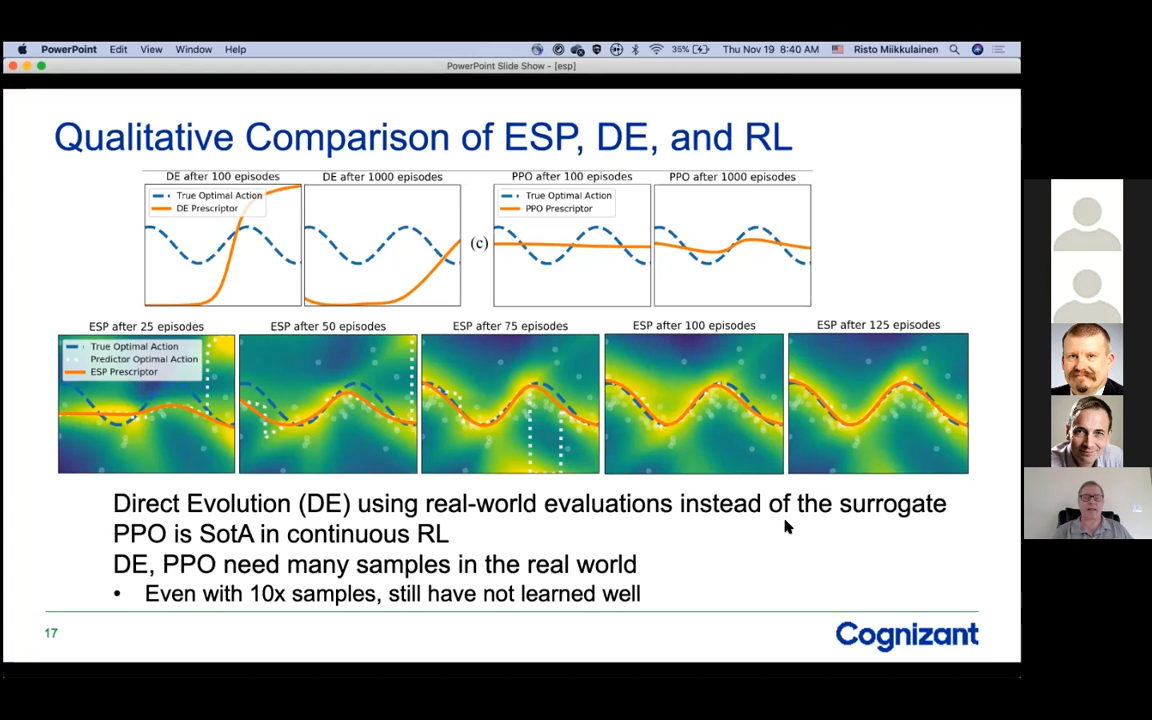 PowerPoint Edit View Window Help 35% Thu Nov 19 8:40 AM Risto Miikkulainen
PowerPoint Slide Show - [esp]
Qualitative Comparison of ESP, DE, and RL
DE after 100 episodes DE after 1000 episodes PPO after 100 episodes PPO after 1000 episodes
True Optimal Action
DE Prescriptor
(c)
True Optimal Action
PPO Prescriptor
ESP after 25 episodes ESP after 50 episodes ESP after 75 episodes ESP after 100 episodes ESP after 125 episodes
True Optimal Action
Predictor Optimal Action
ESP Prescriptor
Direct Evolution (DE) using real-world evaluations instead of the surrogate
PPO is SotA in continuous RL
DE, PPO need many samples in the real world
• Even with 10x samples, still have not learned well
17
Cognizant